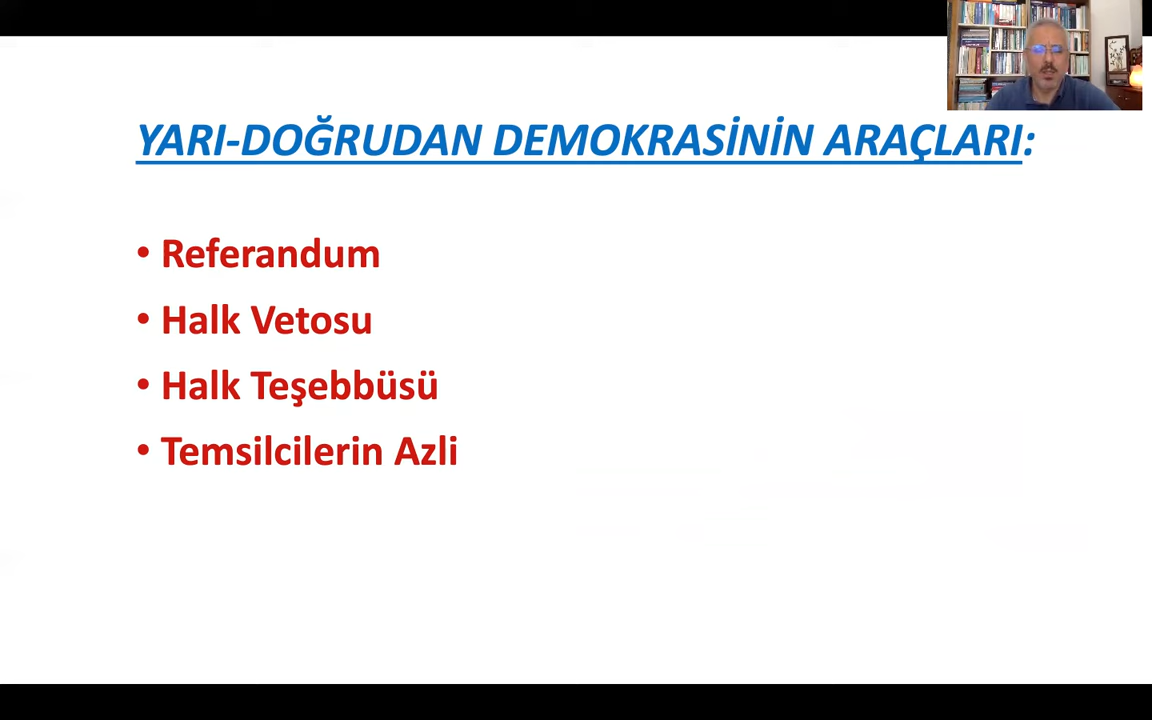 YARI-DOĞRUDAN DEMOKRASİNİN ARAÇLARI:
• Referandum
• Halk Vetosu
• Halk Teşebbüsü
• Temsilcilerin Azli